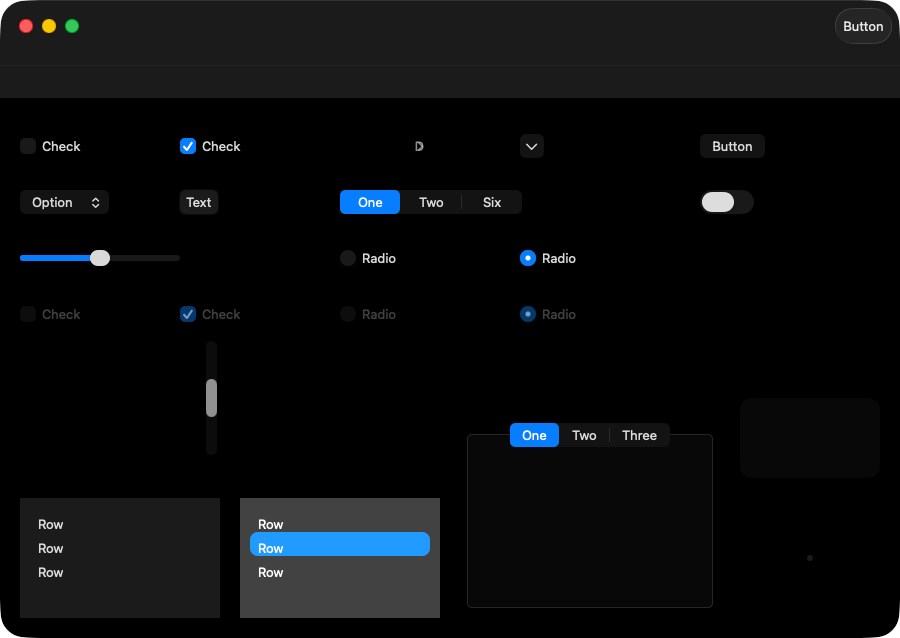 Button
Check
Check
Button
Option
Text
One
Two
Six
Radio
Radio
Check
Check
Radio
Radio
One
Two
Three
Row
Row
Row
Row
Row
Row